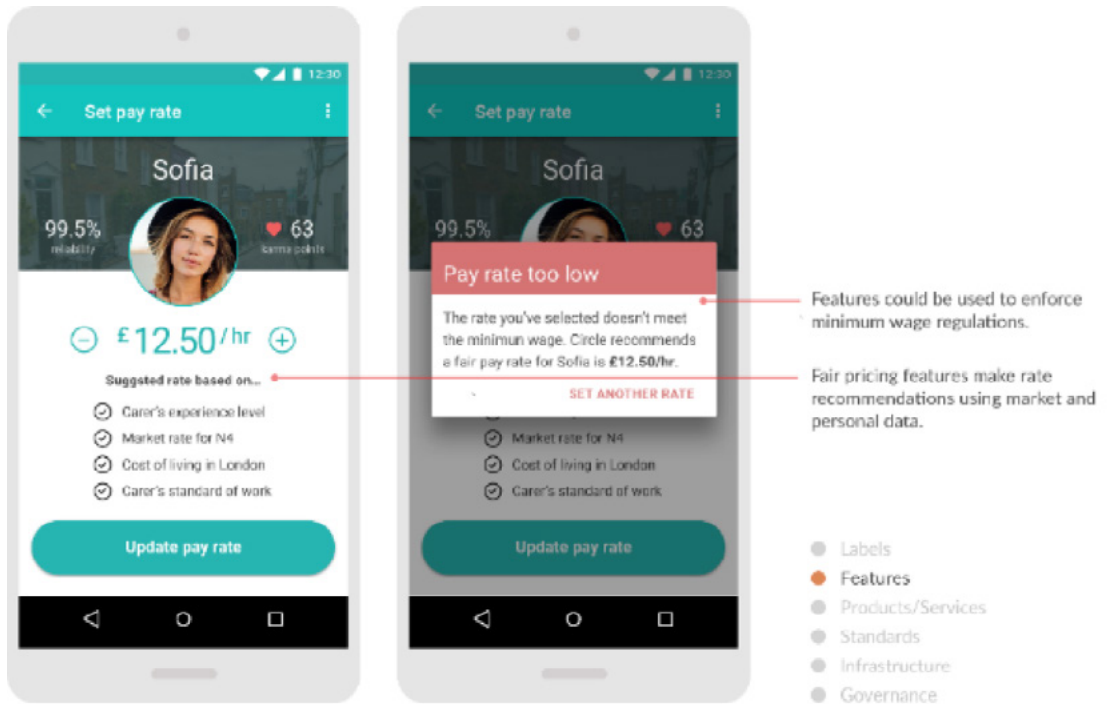 12:30
Set pay rate
Sofia
99.5%
reliability
63
karma points
£12.50/hr
Suggsted rate based on...
Carer's experience level
Market rate for N4
Cost of living in London
Carer's standard of work
Update pay rate
12:30
Set pay rate
Sofia
99.5%
63
Pay rate too low
The rate you've selected doesn't meet
the minimun wage. Circle recommends
a fair pay rate for Sofia is £12.50/hr.
SET ANOTHER RATE
Market rate for N4
Cost of living in London
Carer's standard of work
Update pay rate
Features could be used to enforce
minimum wage regulations.
Fair pricing features make rate
recommendations using market and
personal data.
Labels
Features
Products/Services
Standards
Infrastructure
Governance